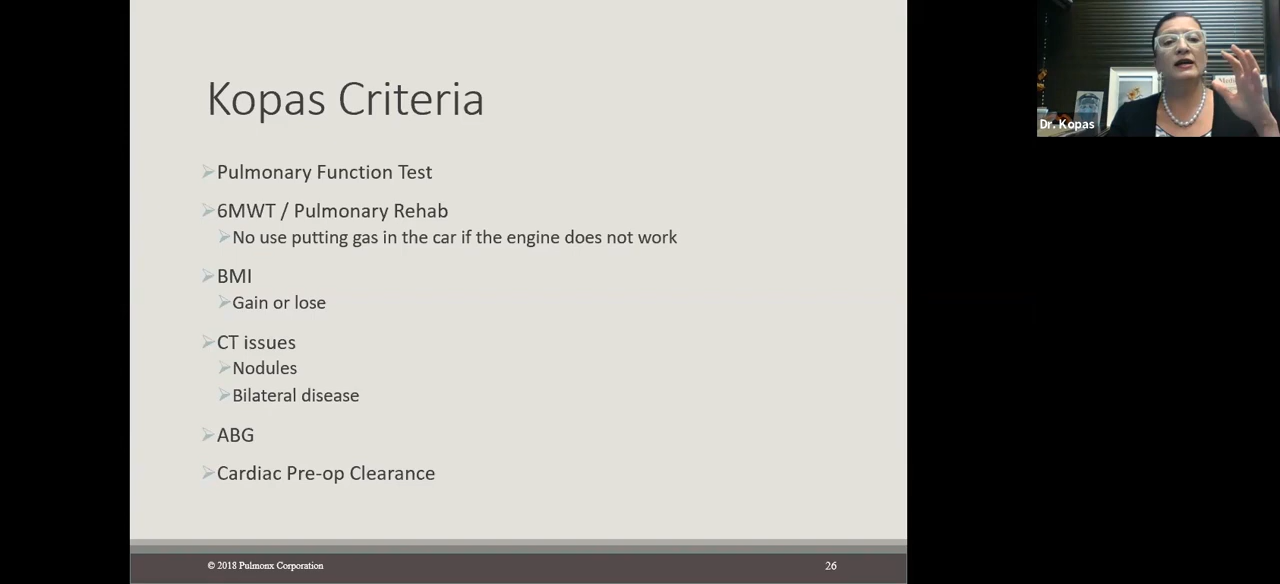 Kopas Criteria
Pulmonary Function Test
6MWT / Pulmonary Rehab
No use putting gas in the car if the engine does not work
BMI
Gain or lose
CT issues
Nodules
Bilateral disease
ABG
Cardiac Pre-op Clearance
© 2018 Pulmonx Corporation
26
Dr. Kopas